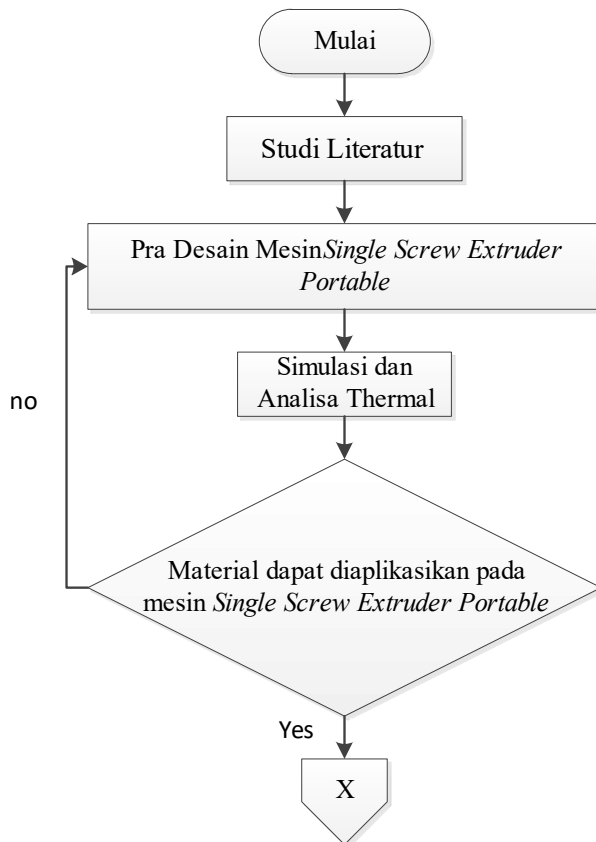 Mulai
Studi Literatur
Pra Desain MesinSingle Screw Extruder
Portable
Simulasi dan
Analisa Thermal
no
Material dapat diaplikasikan pada
mesin Single Screw Extruder Portable
Yes
X